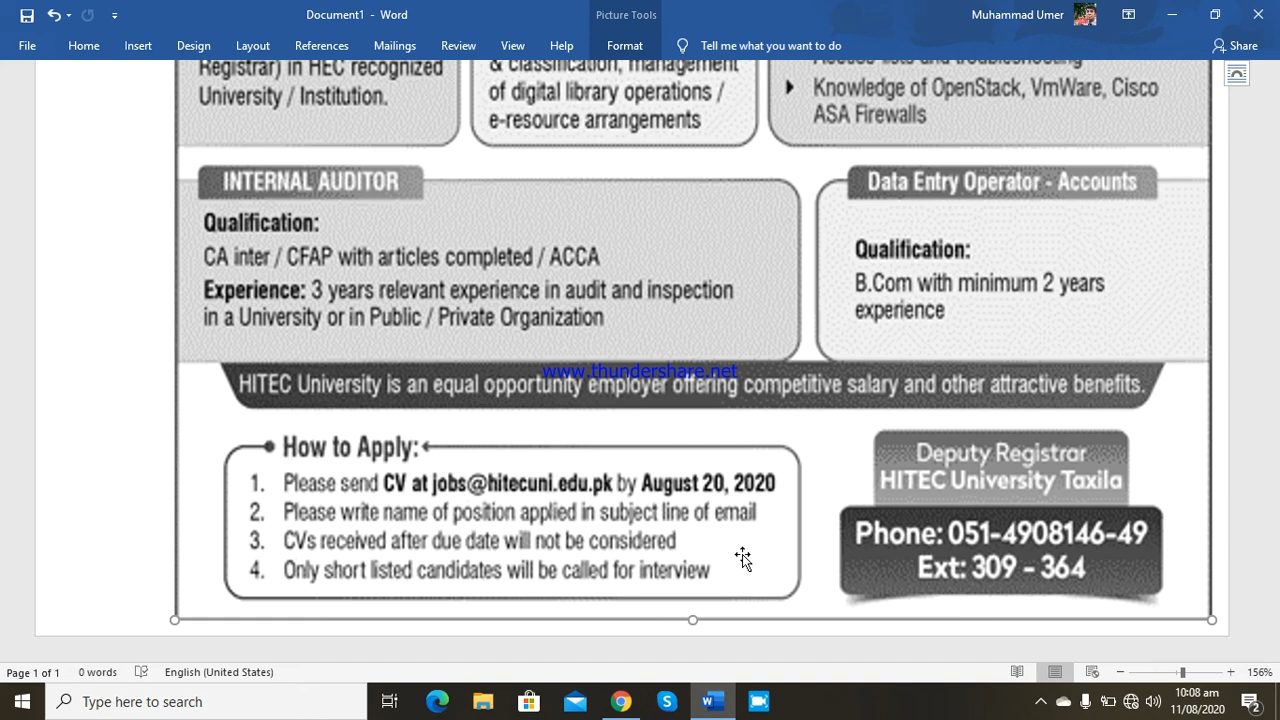 Document1 - Word
Picture Tools
Muhammad Umer
File
Home
Insert
Design
Layout
References
Mailings
Review
View
Help
Format
Tell me what you want to do
Share
Registrar) in HEC recognized
University / Institution.
& classification, management
of digital library operations /
e-resource arrangements
Access lists and troubleshooting
Knowledge of OpenStack, VmWare, Cisco
ASA Firewalls
INTERNAL AUDITOR
Qualification:
CA inter / CFAP with articles completed / ACCA
Experience: 3 years relevant experience in audit and inspection
in a University or in Public / Private Organization
Data Entry Operator - Accounts
Qualification:
B.Com with minimum 2 years
experience
www.thundershare.net
HITEC University is an equal opportunity employer offering competitive salary and other attractive benefits.
How to Apply:
1. Please send CV at jobs@hitecuni.edu.pk by August 20, 2020
2. Please write name of position applied in subject line of email
3. CVs received after due date will not be considered
4. Only short listed candidates will be called for interview
Deputy Registrar
HITEC University Taxila
Phone: 051-4908146-49
Ext: 309 - 364
Page 1 of 1
0 words
English (United States)
156%
Type here to search
10:08 am
11/08/2020
2